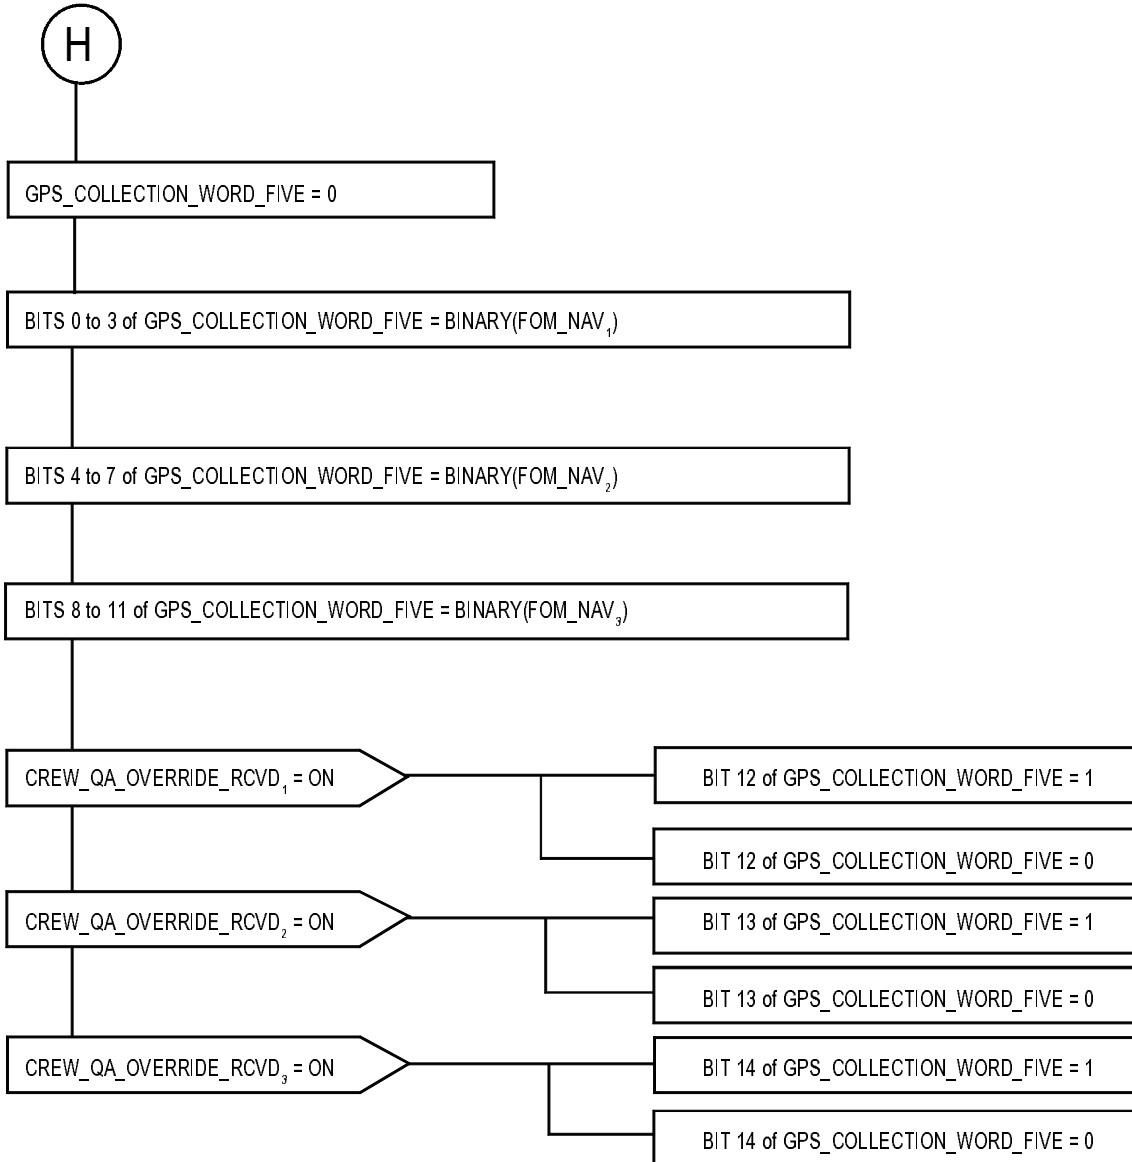 H
GPS_COLLECTION_WORD_FIVE = 0
BITS 0 to 3 of GPS_COLLECTION_WORD_FIVE = BINARY(FOM_NAV₁)
BITS 4 to 7 of GPS_COLLECTION_WORD_FIVE = BINARY(FOM_NAV₂)
BITS 8 to 11 of GPS_COLLECTION_WORD_FIVE = BINARY(FOM_NAV₃)
CREW_QA_OVERRIDE_RCVD₁ = ON
BIT 12 of GPS_COLLECTION_WORD_FIVE = 1
BIT 12 of GPS_COLLECTION_WORD_FIVE = 0
CREW_QA_OVERRIDE_RCVD₂ = ON
BIT 13 of GPS_COLLECTION_WORD_FIVE = 1
BIT 13 of GPS_COLLECTION_WORD_FIVE = 0
CREW_QA_OVERRIDE_RCVD₃ = ON
BIT 14 of GPS_COLLECTION_WORD_FIVE = 1
BIT 14 of GPS_COLLECTION_WORD_FIVE = 0